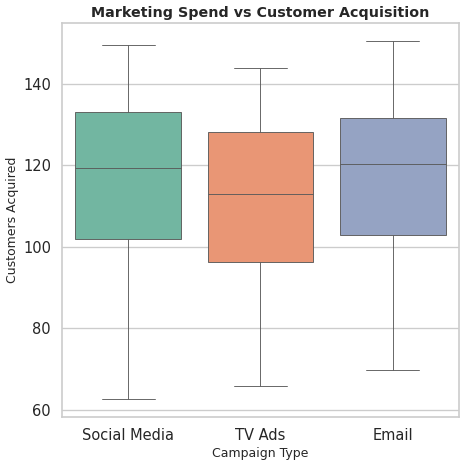 Marketing Spend vs Customer Acquisition
Customers Acquired
140
120
100
80
60
Social Media
TV Ads
Email
Campaign Type